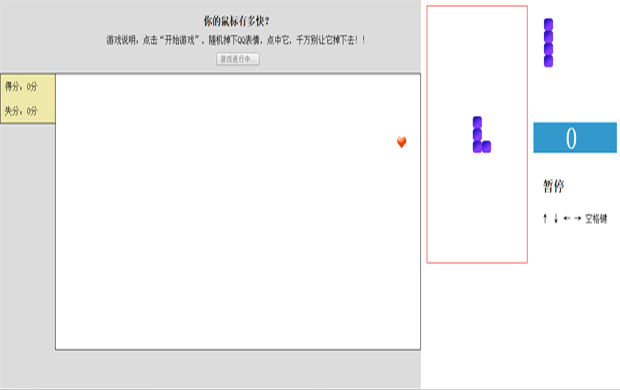 你的鼠标有多快？
游戏说明：点击“开始游戏”，随机掉下QQ表情，点中它，千万别让它掉下去！！
游戏进行中...
得分：0分
失分：0分
0
暂停
↑ ↓ ← → 空格键